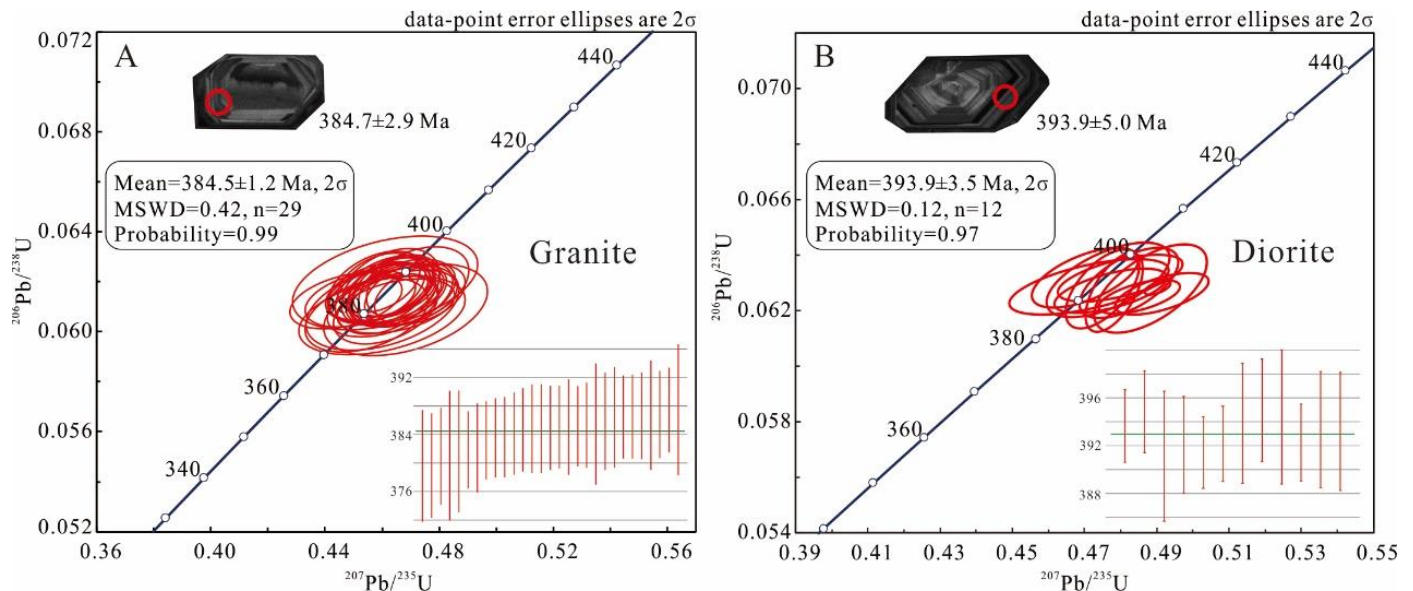 data-point error ellipses are 2σ
A
384.7±2.9 Ma
Mean=384.5±1.2 Ma, 2σ
MSWD=0.42, n=29
Probability=0.99
Granite
440
420
400
380
360
340
0.072
0.068
0.064
0.060
0.056
0.052
²⁰⁶Pb/²³⁸U
392
384
376
0.36
0.40
0.44
0.48
0.52
0.56
²⁰⁷Pb/²³⁵U
data-point error ellipses are 2σ
B
393.9±5.0 Ma
Mean=393.9±3.5 Ma, 2σ
MSWD=0.12, n=12
Probability=0.97
Diorite
440
420
400
380
360
0.070
0.066
0.062
0.058
0.054
²⁰⁶Pb/²³⁸U
396
392
388
0.39
0.41
0.43
0.45
0.47
0.49
0.51
0.53
0.55
²⁰⁷Pb/²³⁵U